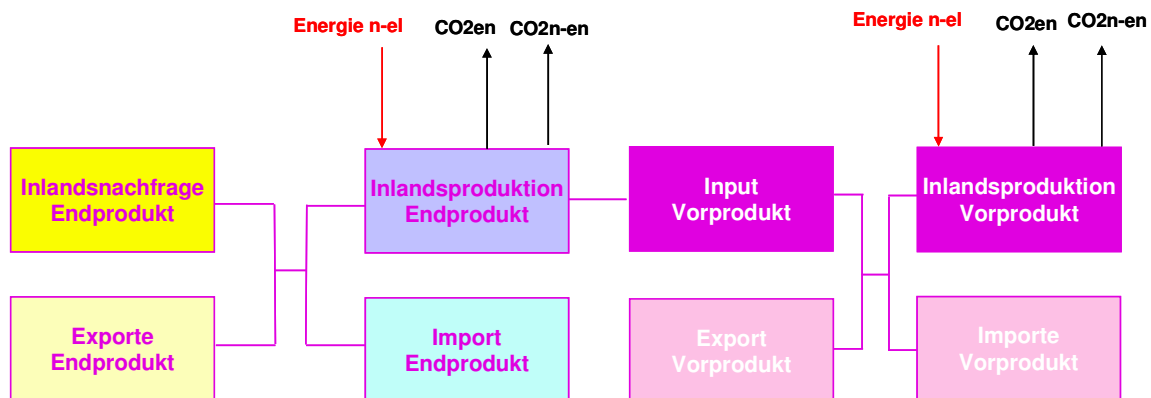 Energie n-el
CO2en
CO2n-en
Energie n-el
CO2en
CO2n-en
Inlandsnachfrage
Endprodukt
Inlandsproduktion
Endprodukt
Input
Vorprodukt
Inlandsproduktion
Vorprodukt
Exporte
Endprodukt
Import
Endprodukt
Export
Vorprodukt
Importe
Vorprodukt